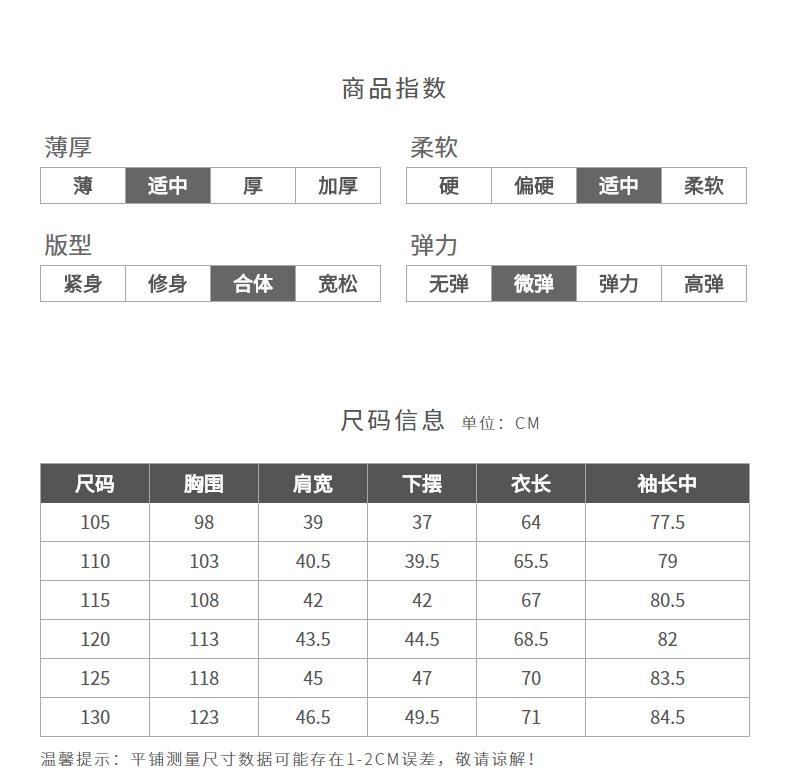 商品指数
薄厚 柔软
薄 适中 厚 加厚 硬 偏硬 适中 柔软
版型 弹力
紧身 修身 合体 宽松 无弹 微弹 弹力 高弹
尺码信息 单位：CM
尺码 胸围 肩宽 下摆 衣长 袖长中
105 98 39 37 64 77.5
110 103 40.5 39.5 65.5 79
115 108 42 42 67 80.5
120 113 43.5 44.5 68.5 82
125 118 45 47 70 83.5
130 123 46.5 49.5 71 84.5
温馨提示：平铺测量尺寸数据可能存在1-2CM误差，敬请谅解！